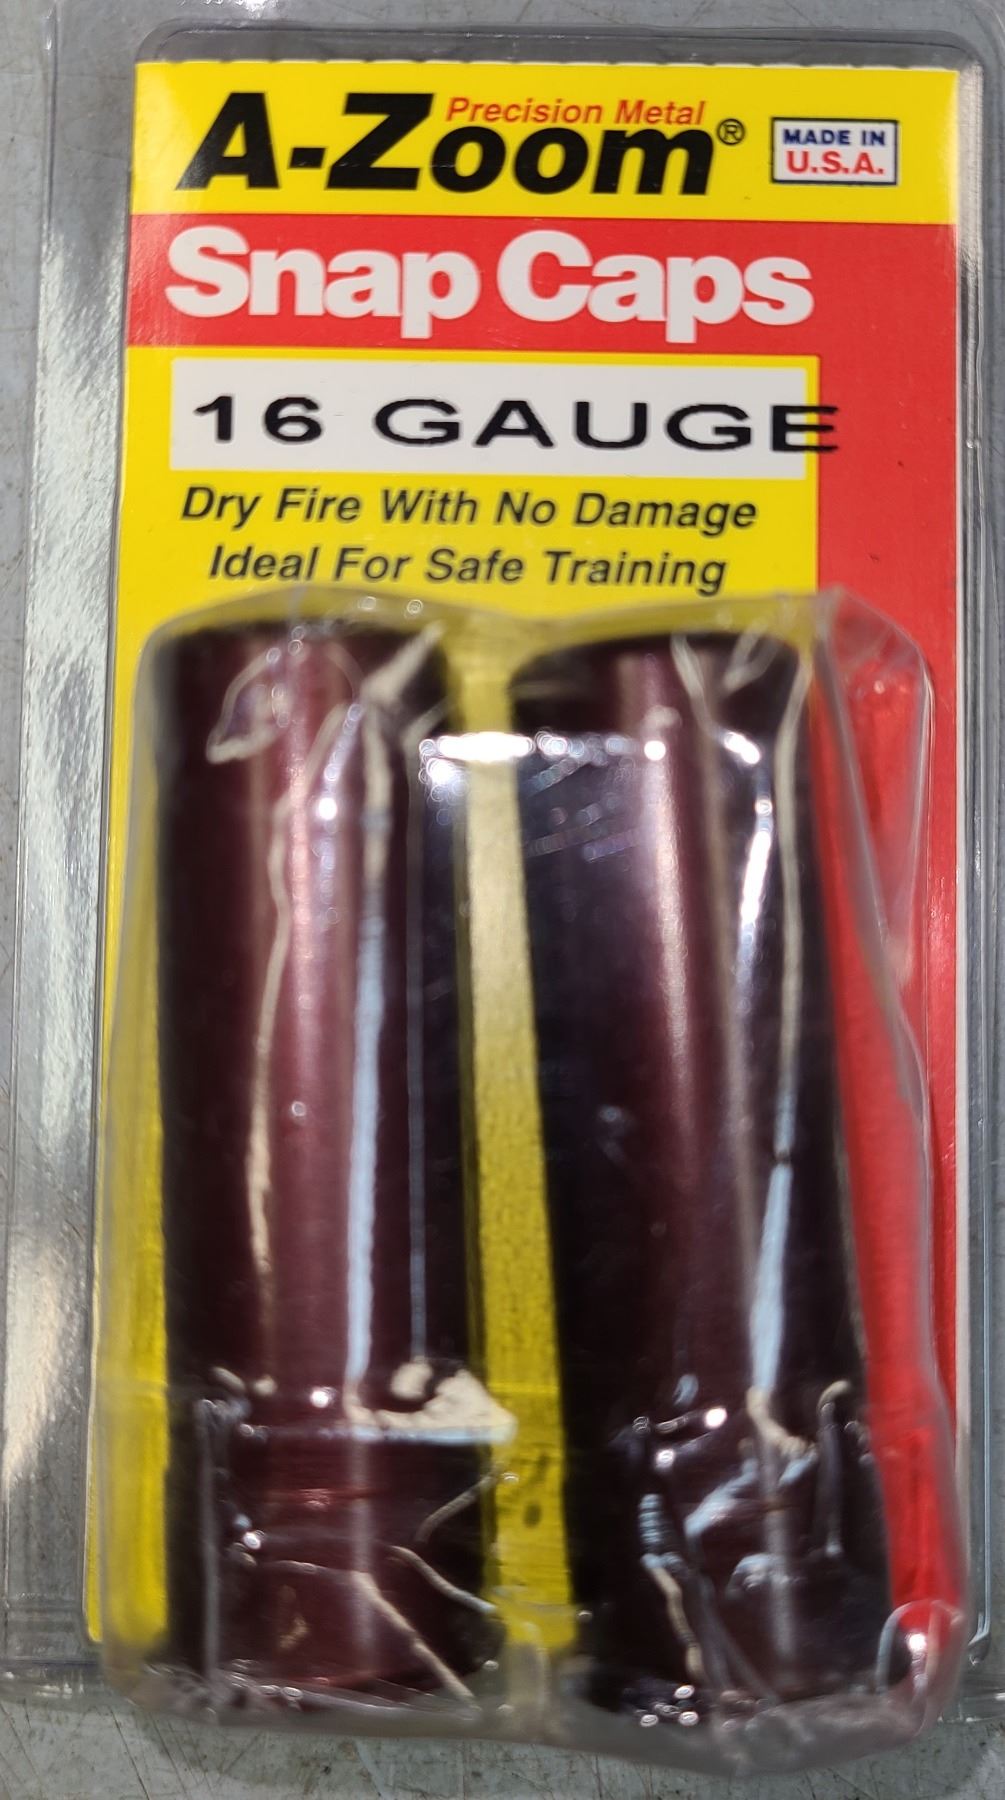 Precision Metal
A-Zoom®
MADE IN
U.S.A.
Snap Caps
16 GAUGE
Dry Fire With No Damage
Ideal For Safe Training